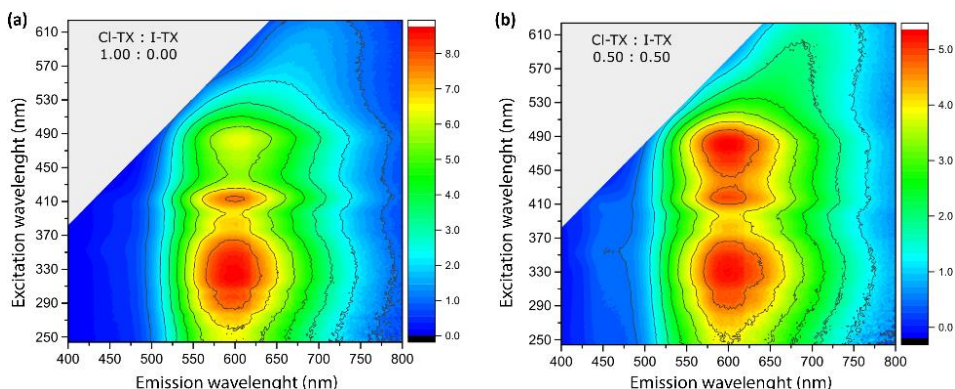 (a)
Cl-TX : I-TX
1.00 : 0.00
Excitation wavelenght (nm)
610
570
530
490
450
410
370
330
290
250
400 450 500 550 600 650 700 750 800
Emission wavelenght (nm)
8.0
7.0
6.0
5.0
4.0
3.0
2.0
1.0
0.0
(b)
Cl-TX : I-TX
0.50 : 0.50
Excitation wavelenght (nm)
610
570
530
490
450
410
370
330
290
250
400 450 500 550 600 650 700 750 800
Emission wavelenght (nm)
5.0
4.0
3.0
2.0
1.0
0.0